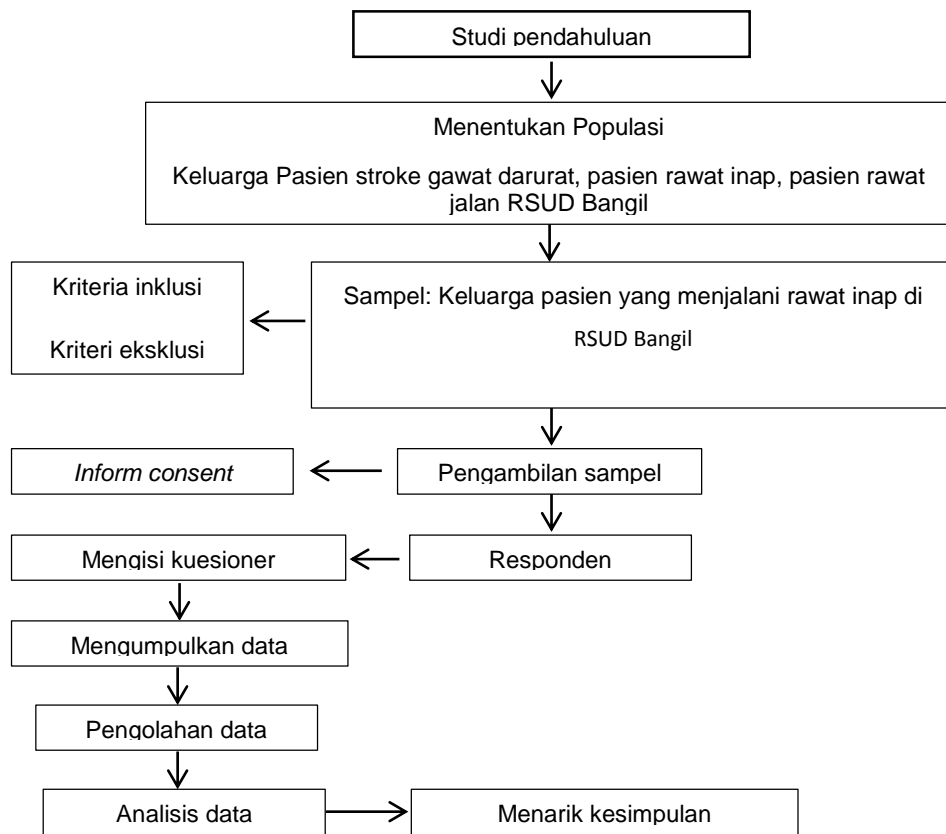 Studi pendahuluan
Menentukan Populasi
Keluarga Pasien stroke gawat darurat, pasien rawat inap, pasien rawat
jalan RSUD Bangil
Kriteria inklusi
Kriteri eksklusi
Sampel: Keluarga pasien yang menjalani rawat inap di
RSUD Bangil
Inform consent
Pengambilan sampel
Mengisi kuesioner
Responden
Mengumpulkan data
Pengolahan data
Analisis data
Menarik kesimpulan